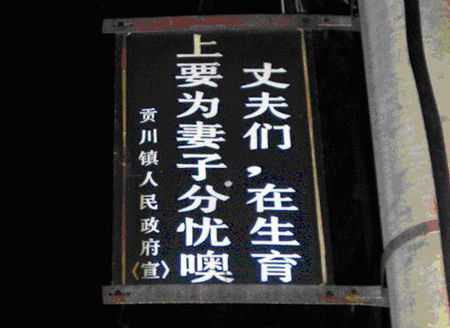 丈夫们，在生育
上要为妻子分忧噢
贡川镇人民政府〈宣〉